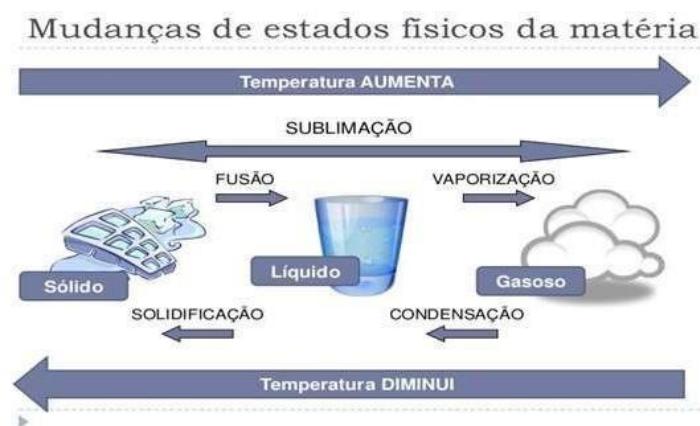 Mudanças de estados físicos da matéria
Temperatura AUMENTA
SUBLIMAÇÃO
FUSÃO
VAPORIZAÇÃO
Sólido
Líquido
Gasoso
SOLIDIFICAÇÃO
CONDENSAÇÃO
Temperatura DIMINUI